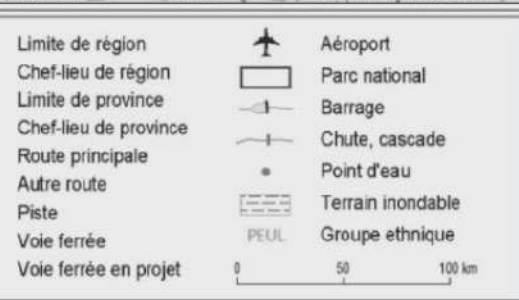 Limite de région
Chef-lieu de région
Limite de province
Chef-lieu de province
Route principale
Autre route
Piste
Voie ferrée
Voie ferrée en projet
Aéroport
Parc national
Barrage
Chute, cascade
Point d'eau
Terrain inondable
PEUL Groupe ethnique
0 50 100 km